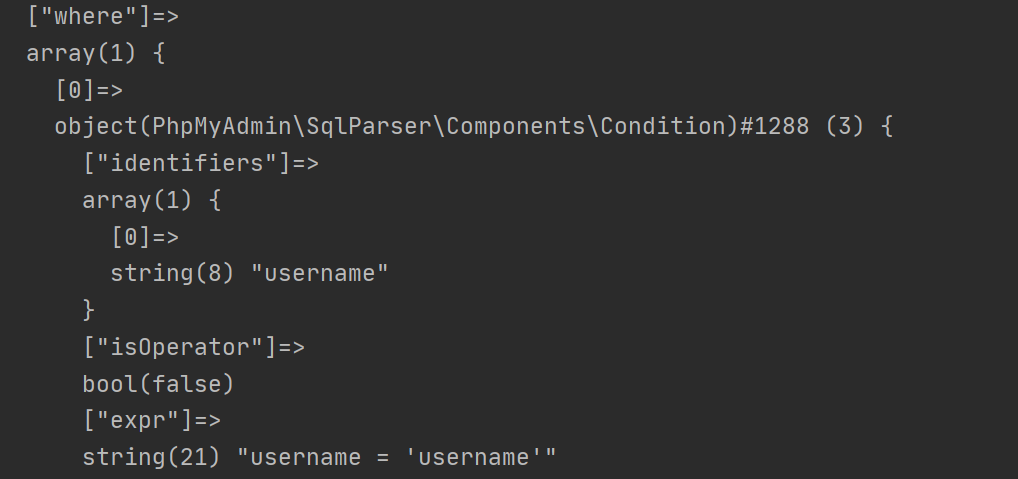 ["where"]=>
array(1) {
[0]=>
object(PhpMyAdmin\SqlParser\Components\Condition)#1288 (3) {
["identifiers"]=>
array(1) {
[0]=>
string(8) "username"
}
["isOperator"]=>
bool(false)
["expr"]=>
string(21) "username = 'username'"